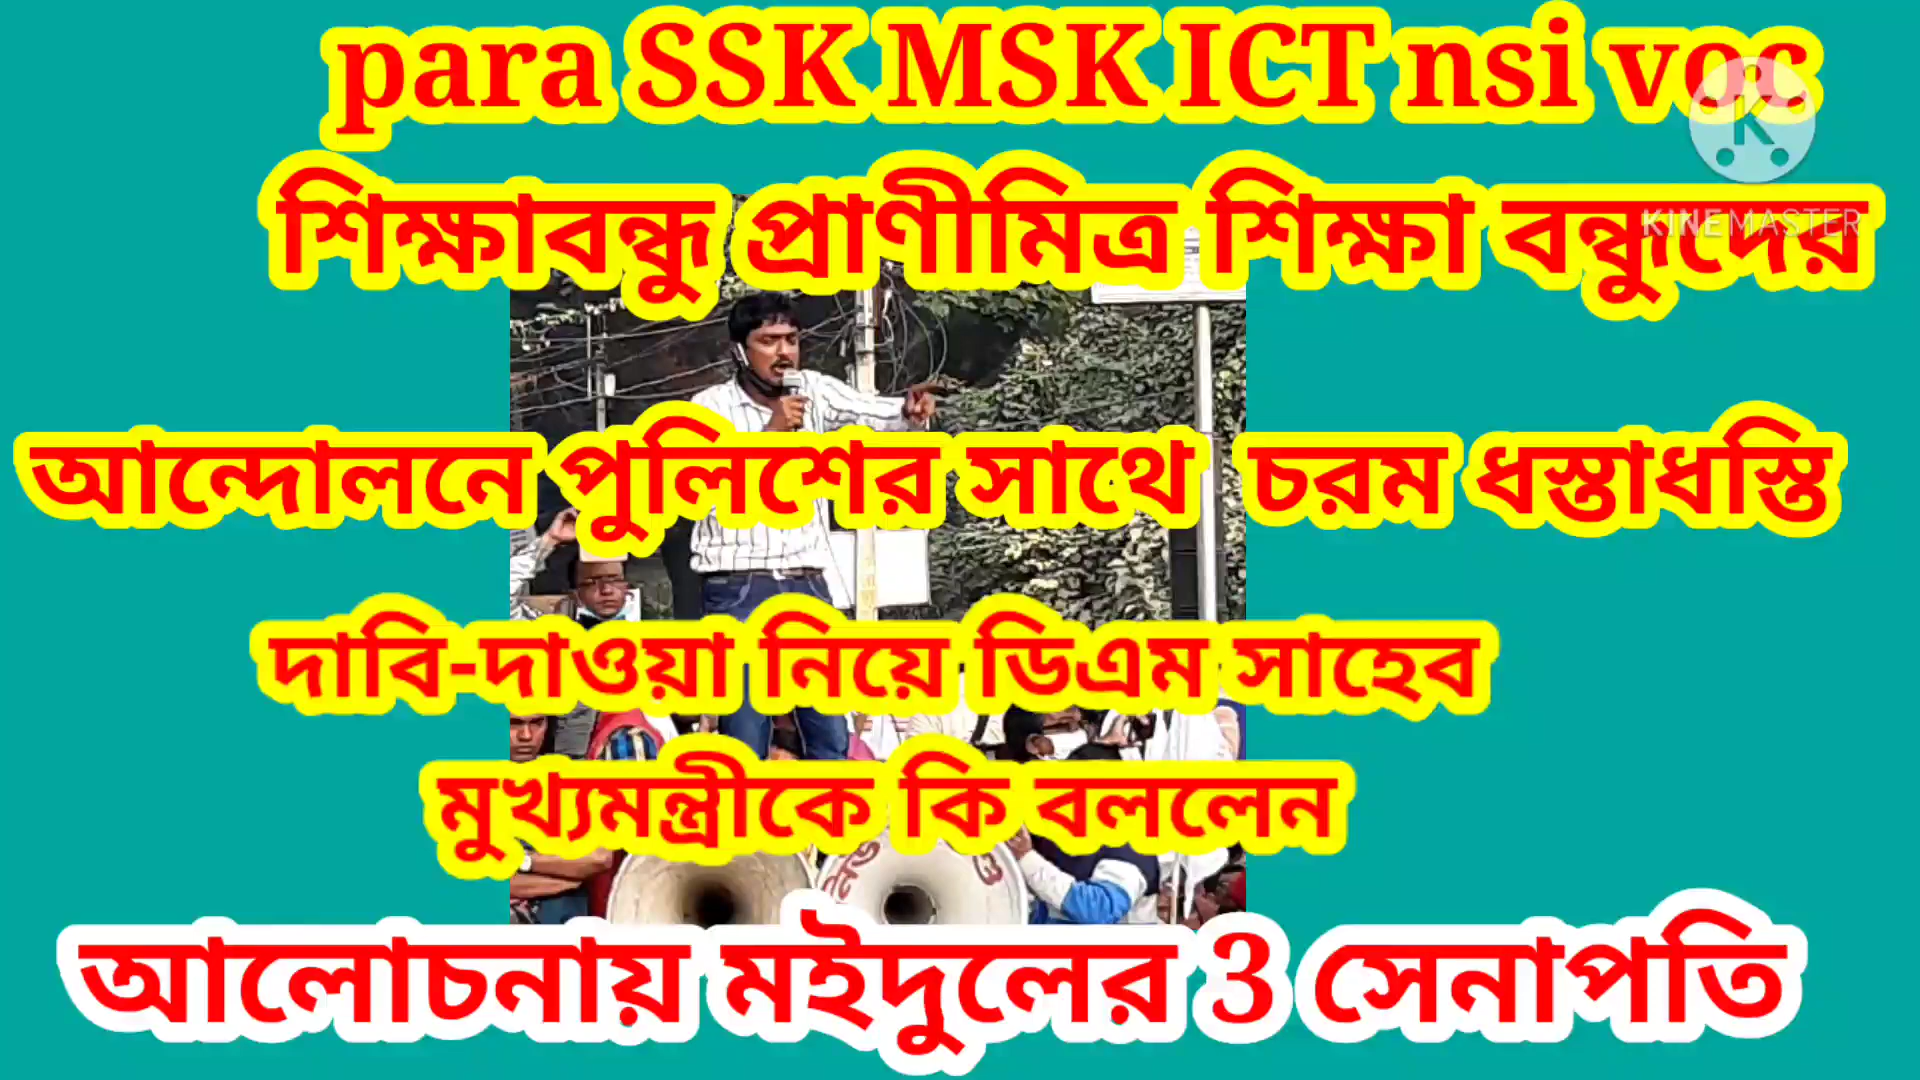 para SSK MSK ICT nsi voc
শিক্ষাবন্ধু প্রাণীমিত্র শিক্ষা বন্ধুদের
KINEMASTER
আন্দোলনে পুলিশের সাথে চরম ধস্তাধস্তি
দাবি-দাওয়া নিয়ে ডিএম সাহেব
মুখ্যমন্ত্রীকে কি বললেন
আলোচনায় মইদুলের 3 সেনাপতি